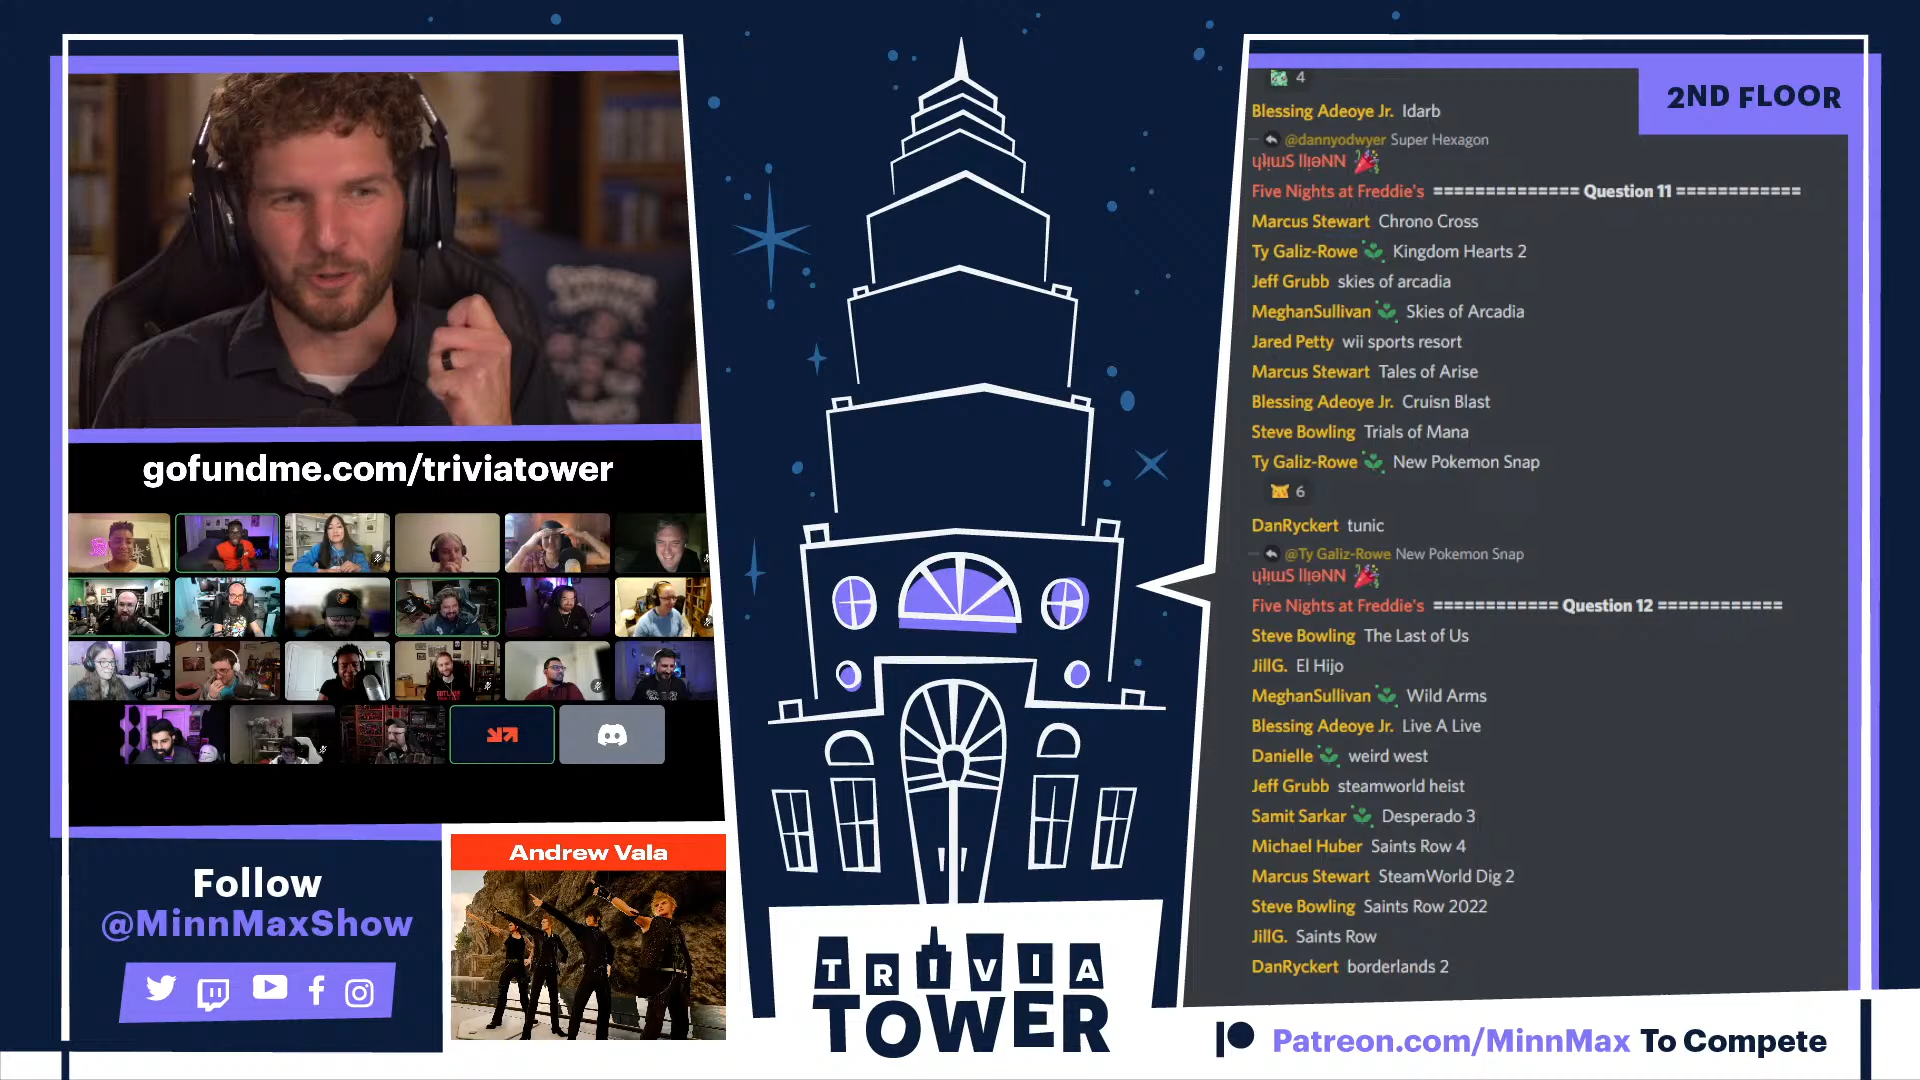 gofundme.com/triviatower
Andrew Vala
Follow
@MinnMaxShow
TRIVIA
TOWER
2ND FLOOR
4
Blessing Adeoye Jr. Idarb
@dannyodwyer Super Hexagon
Five Nights at Freddie's ============== Question 11 ============
Marcus Stewart Chrono Cross
Ty Galiz-Rowe Kingdom Hearts 2
Jeff Grubb skies of arcadia
MeghanSullivan Skies of Arcadia
Jared Petty wii sports resort
Marcus Stewart Tales of Arise
Blessing Adeoye Jr. Cruisn Blast
Steve Bowling Trials of Mana
Ty Galiz-Rowe New Pokemon Snap
6
DanRyckert tunic
@Ty Galiz-Rowe New Pokemon Snap
Five Nights at Freddie's ============ Question 12 ============
Steve Bowling The Last of Us
JillG. El Hijo
MeghanSullivan Wild Arms
Blessing Adeoye Jr. Live A Live
Danielle weird west
Jeff Grubb steamworld heist
Samit Sarkar Desperado 3
Michael Huber Saints Row 4
Marcus Stewart SteamWorld Dig 2
Steve Bowling Saints Row 2022
JillG. Saints Row
DanRyckert borderlands 2
Patreon.com/MinnMax To Compete